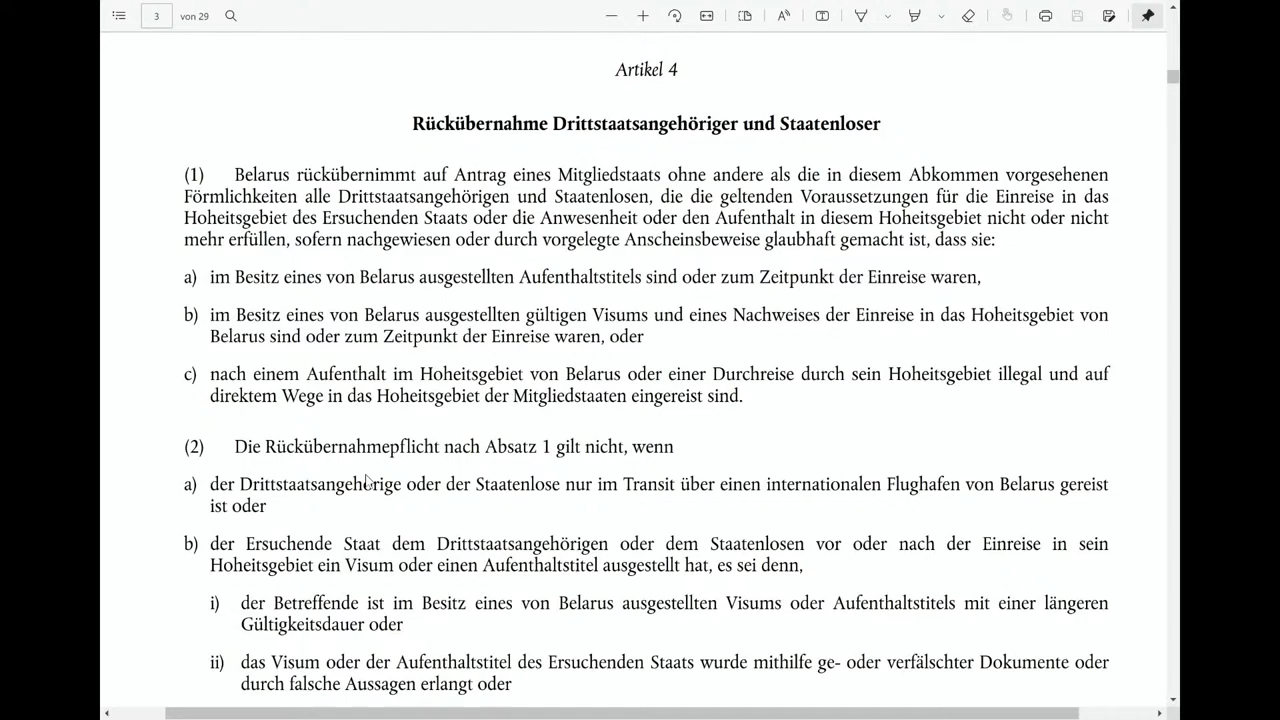 3 von 29
Artikel 4
Rückübernahme Drittstaatsangehöriger und Staatenloser
(1) Belarus rückübernimmt auf Antrag eines Mitgliedstaats ohne andere als die in diesem Abkommen vorgesehenen
Förmlichkeiten alle Drittstaatsangehörigen und Staatenlosen, die die geltenden Voraussetzungen für die Einreise in das
Hoheitsgebiet des Ersuchenden Staats oder die Anwesenheit oder den Aufenthalt in diesem Hoheitsgebiet nicht oder nicht
mehr erfüllen, sofern nachgewiesen oder durch vorgelegte Anscheinsbeweise glaubhaft gemacht ist, dass sie:
a) im Besitz eines von Belarus ausgestellten Aufenthaltstitels sind oder zum Zeitpunkt der Einreise waren,
b) im Besitz eines von Belarus ausgestellten gültigen Visums und eines Nachweises der Einreise in das Hoheitsgebiet von
Belarus sind oder zum Zeitpunkt der Einreise waren, oder
c) nach einem Aufenthalt im Hoheitsgebiet von Belarus oder einer Durchreise durch sein Hoheitsgebiet illegal und auf
direktem Wege in das Hoheitsgebiet der Mitgliedstaaten eingereist sind.
(2) Die Rückübernahmepflicht nach Absatz 1 gilt nicht, wenn
a) der Drittstaatsangehörige oder der Staatenlose nur im Transit über einen internationalen Flughafen von Belarus gereist
ist oder
b) der Ersuchende Staat dem Drittstaatsangehörigen oder dem Staatenlosen vor oder nach der Einreise in sein
Hoheitsgebiet ein Visum oder einen Aufenthaltstitel ausgestellt hat, es sei denn,
i) der Betreffende ist im Besitz eines von Belarus ausgestellten Visums oder Aufenthaltstitels mit einer längeren
Gültigkeitsdauer oder
ii) das Visum oder der Aufenthaltstitel des Ersuchenden Staats wurde mithilfe ge- oder verfälschter Dokumente oder
durch falsche Aussagen erlangt oder